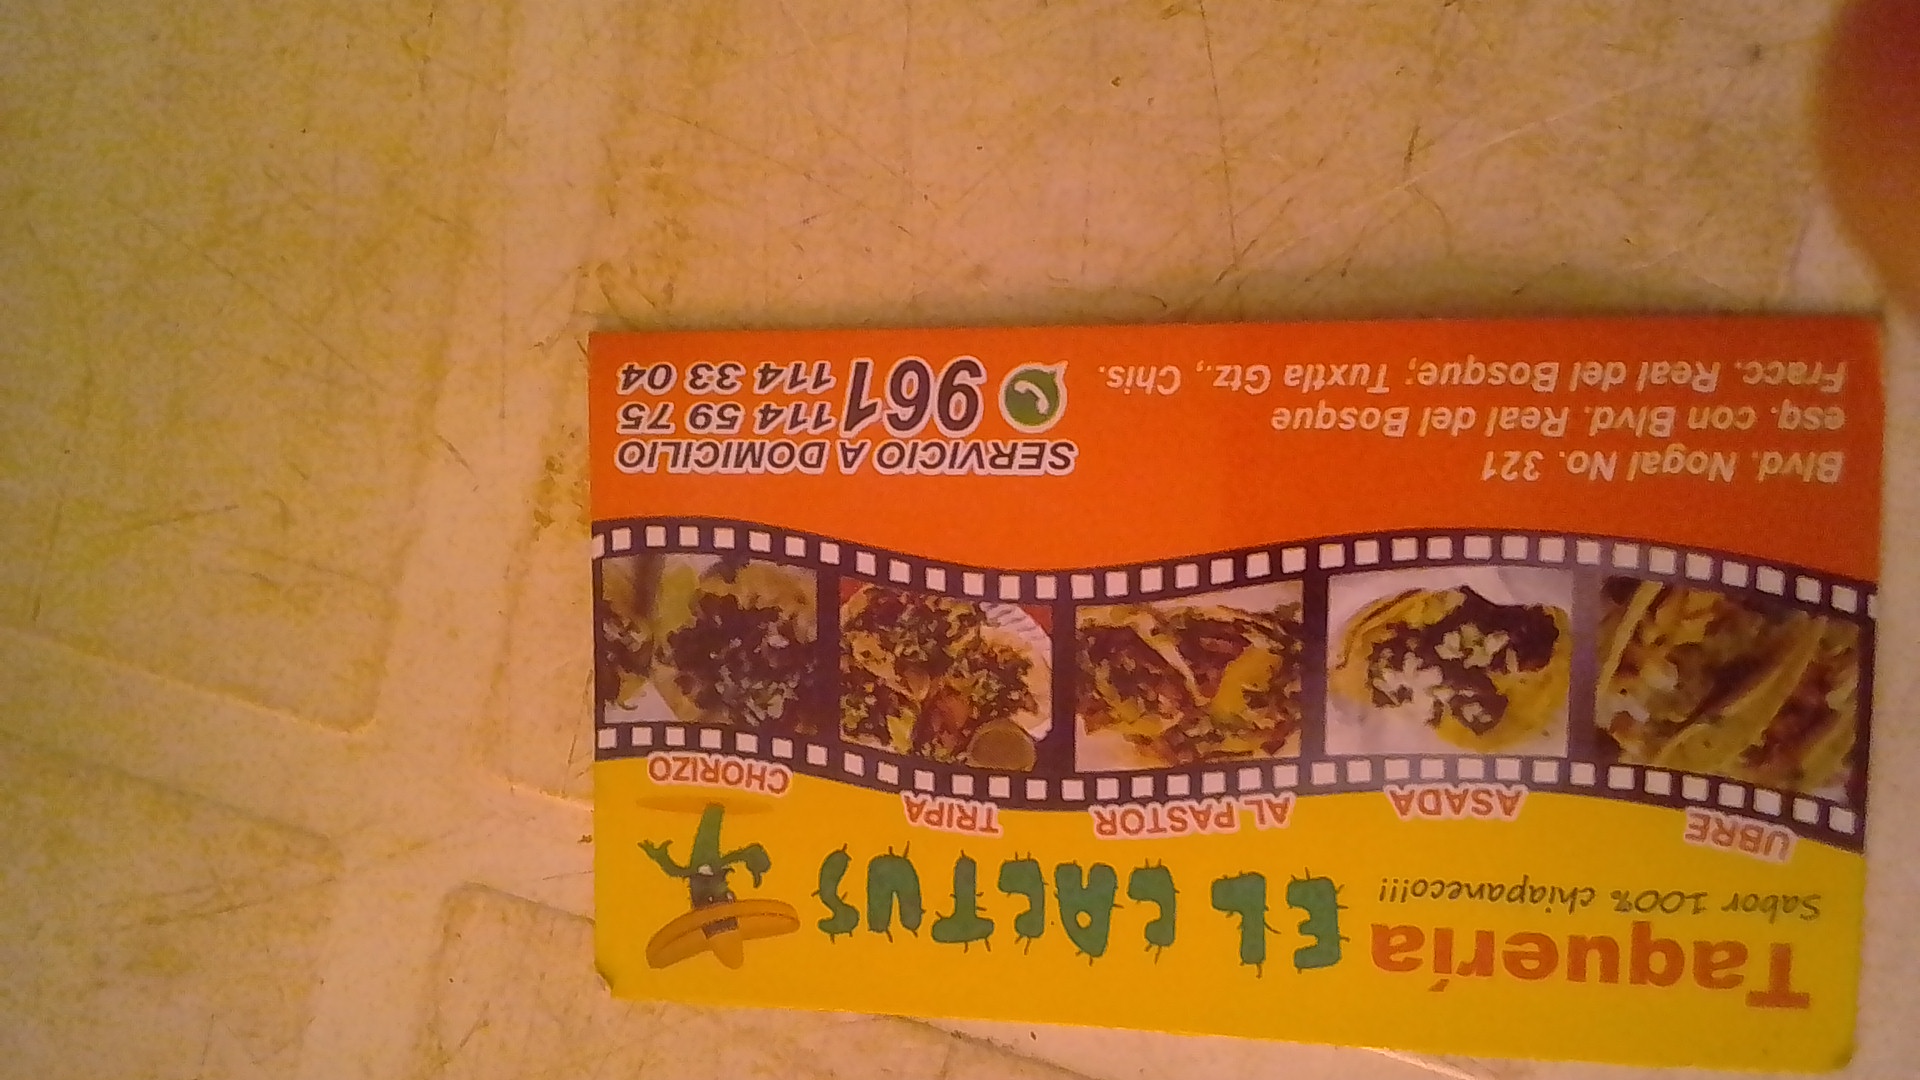 Taquería EL CACTUS
Sabor 100% chiapaneco!!!
UBRE
ASADA
AL PASTOR
TRIPA
CHORIZO
Blvd. Nogal No. 321
esq. con Blvd. Real del Bosque
Fracc. Real del Bosque; Tuxtla Gtz., Chis.
SERVICIO A DOMICILIO
961 114 59 75
114 33 04